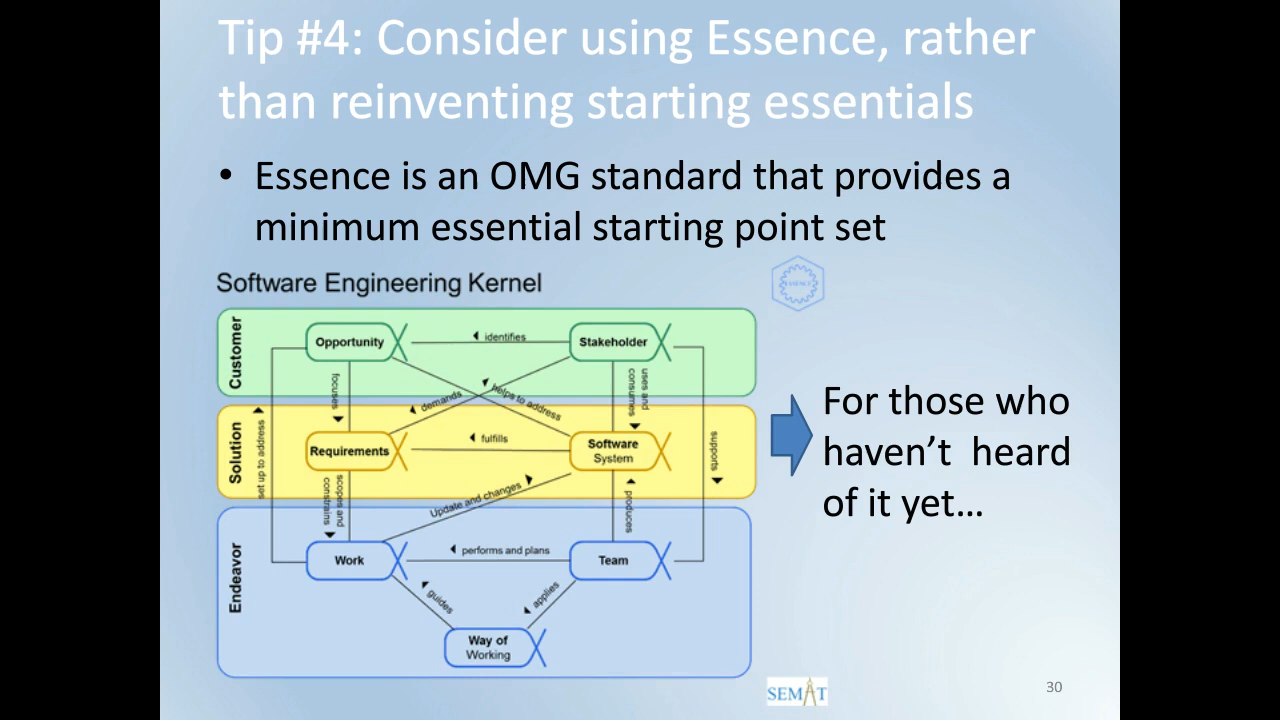 Tip #4: Consider using Essence, rather
than reinventing starting essentials
• Essence is an OMG standard that provides a
minimum essential starting point set
Software Engineering Kernel
ESSENCE
Customer
Opportunity
identifies
Stakeholder
focuses
demands
helps to address
uses and
consumes
Solution
set up to address
Requirements
fulfills
Software
System
supports
scopes and
constrains
Update and changes
produces
Endeavor
Work
performs and plans
Team
guides
applies
Way of
Working
For those who
haven’t heard
of it yet…
SEMAT
30